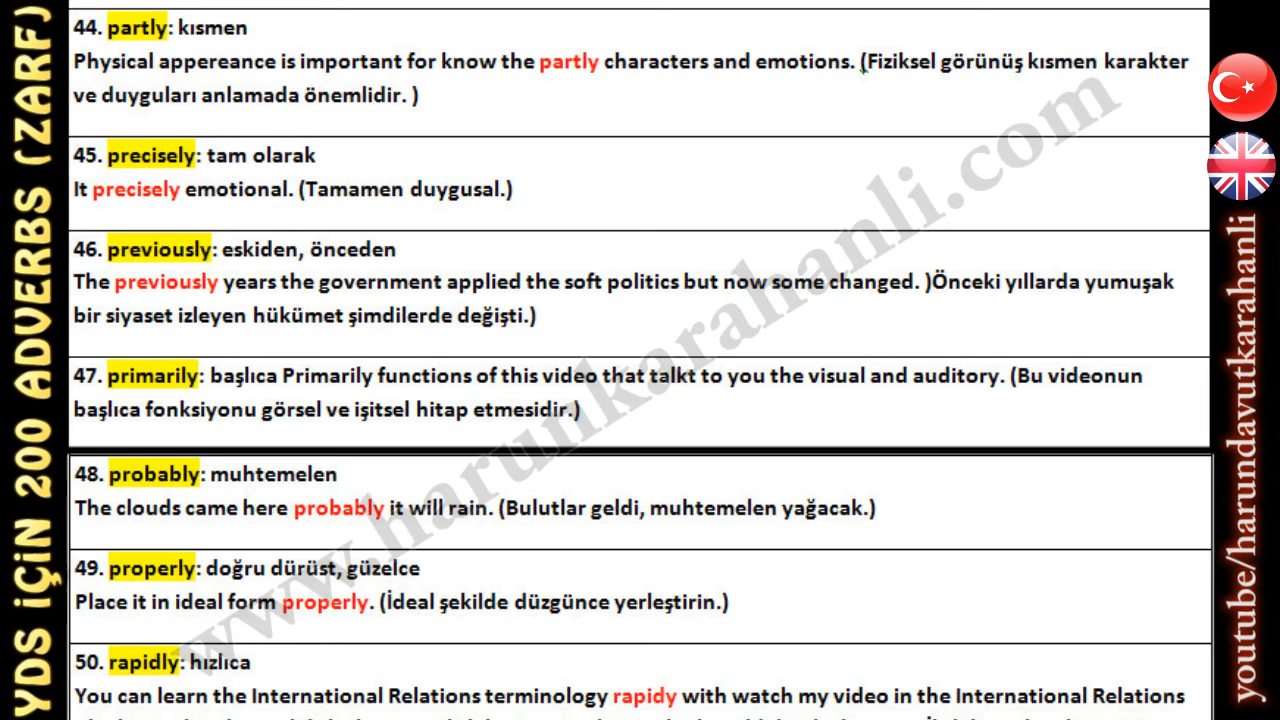 YDS İÇİN 200 ADVERBS (ZARF)
44. partly: kısmen
Physical appereance is important for know the partly characters and emotions. (Fiziksel görünüş kısmen karakter
ve duyguları anlamada önemlidir. )
45. precisely: tam olarak
It precisely emotional. (Tamamen duygusal.)
46. previously: eskiden, önceden
The previously years the government applied the soft politics but now some changed. )Önceki yıllarda yumuşak
bir siyaset izleyen hükümet şimdilerde değişti.)
47. primarily: başlıca Primarily functions of this video that talkt to you the visual and auditory. (Bu videonun
başlıca fonksiyonu görsel ve işitsel hitap etmesidir.)
48. probably: muhtemelen
The clouds came here probably it will rain. (Bulutlar geldi, muhtemelen yağacak.)
49. properly: doğru dürüst, güzelce
Place it in ideal form properly. (İdeal şekilde düzgünce yerleştirin.)
50. rapidly: hızlıca
You can learn the International Relations terminology rapidy with watch my video in the International Relations
www.harunkarahanli.com
youtube/harundavutkarahanli